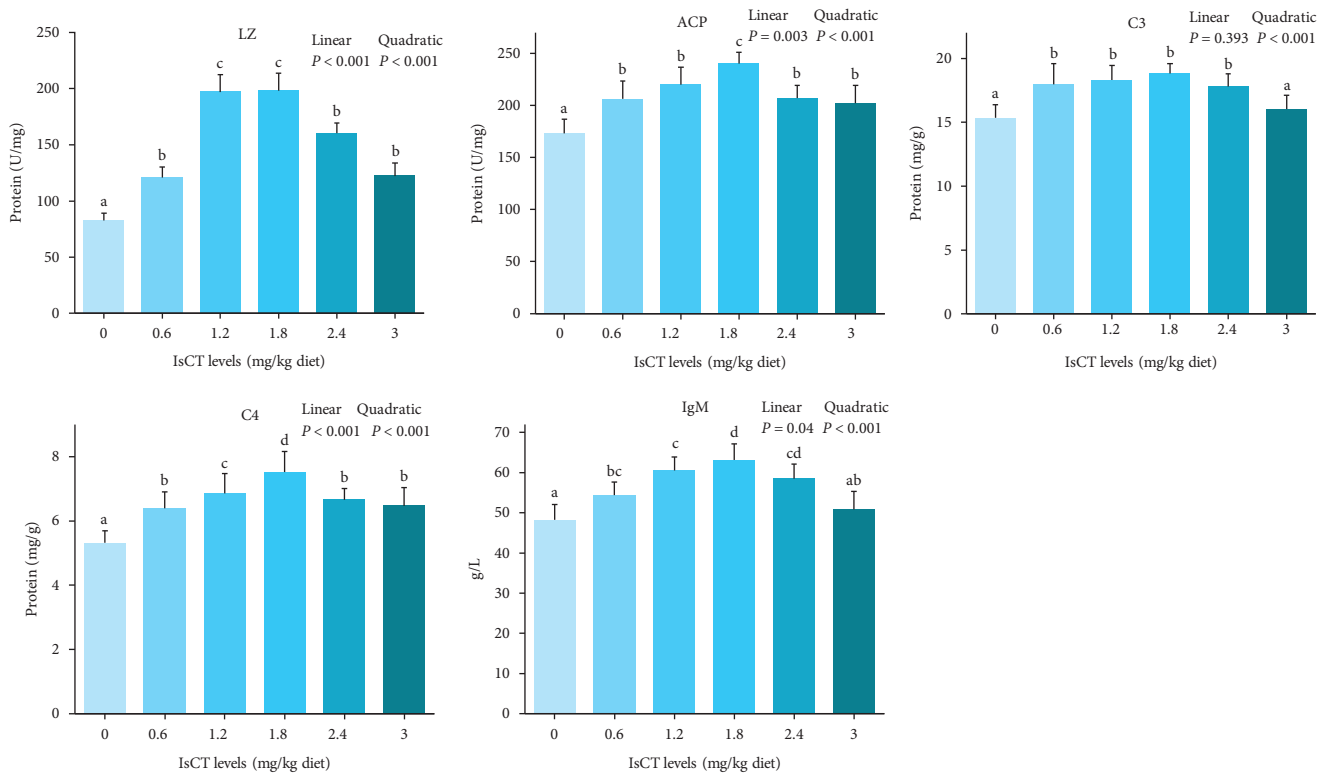 LZ
Linear Quadratic
P < 0.001 P < 0.001
250
200
150
100
50
0
Protein (U/mg)
a
b
c
c
b
b
0 0.6 1.2 1.8 2.4 3
IsCT levels (mg/kg diet)
ACP
Linear Quadratic
P = 0.003 P < 0.001
250
200
150
100
50
0
Protein (U/mg)
a
b
b
c
b
b
0 0.6 1.2 1.8 2.4 3
IsCT levels (mg/kg diet)
C3
Linear Quadratic
P = 0.393 P < 0.001
20
15
10
5
0
Protein (mg/g)
a
b
b
b
b
a
0 0.6 1.2 1.8 2.4 3
IsCT levels (mg/kg diet)
C4
Linear Quadratic
P < 0.001 P < 0.001
8
6
4
2
0
Protein (mg/g)
a
b
c
d
b
b
0 0.6 1.2 1.8 2.4 3
IsCT levels (mg/kg diet)
IgM
Linear Quadratic
P = 0.04 P < 0.001
70
60
50
40
30
20
10
0
g/L
a
bc
c
d
cd
ab
0 0.6 1.2 1.8 2.4 3
IsCT levels (mg/kg diet)